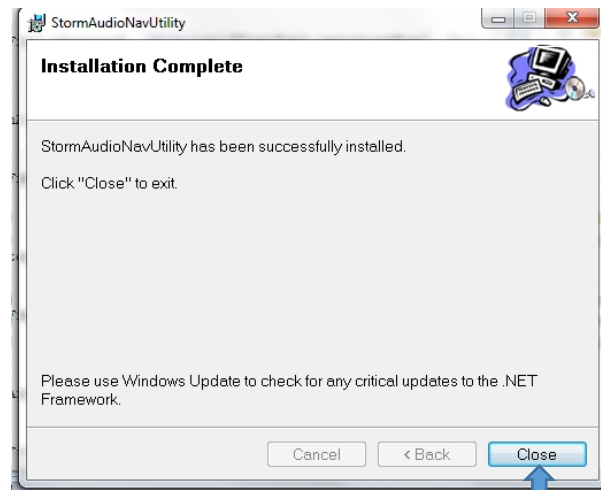 StormAudioNavUtility
Installation Complete
StormAudioNavUtility has been successfully installed.
Click "Close" to exit.
Please use Windows Update to check for any critical updates to the .NET
Framework.
Cancel
< Back
Close